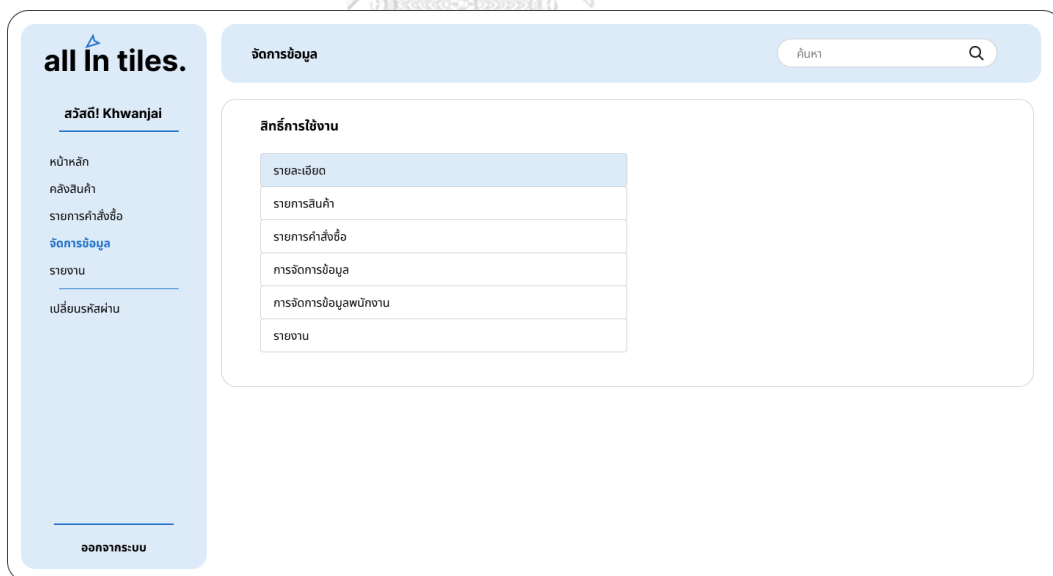 all in tiles.
สวัสดี! Khwanjai
หน้าหลัก
คลังสินค้า
รายการคำสั่งซื้อ
จัดการข้อมูล
รายงาน
เปลี่ยนรหัสผ่าน
ออกจากระบบ
จัดการข้อมูล
ค้นหา
สิทธิ์การใช้งาน
รายละเอียด
รายการสินค้า
รายการคำสั่งซื้อ
การจัดการข้อมูล
การจัดการข้อมูลพนักงาน
รายงาน